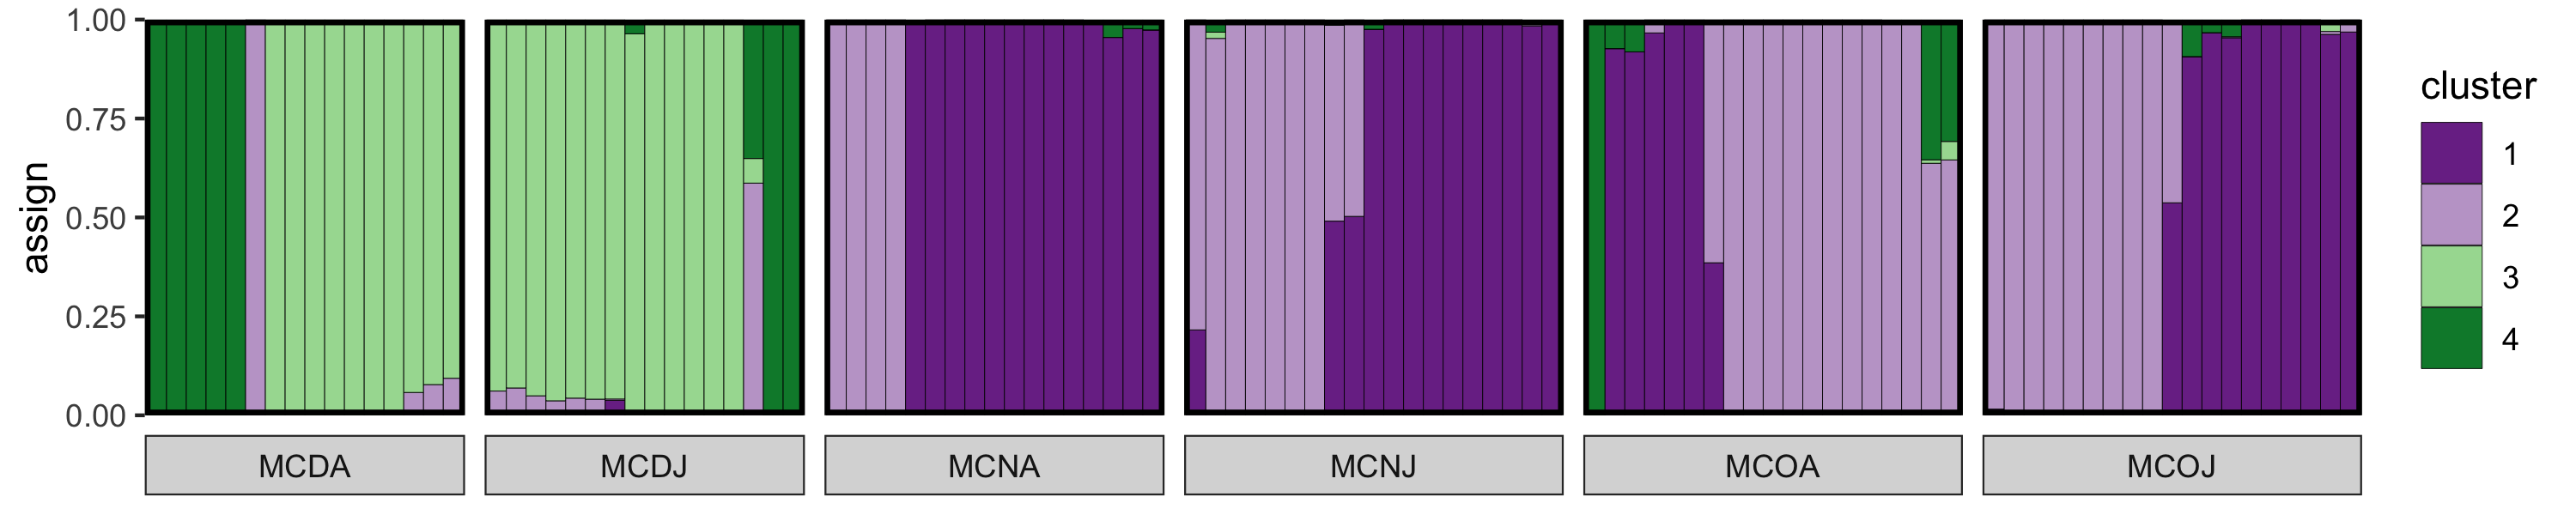 assign
1.00
0.75
0.50
0.25
0.00
MCDA
MCDJ
MCNA
MCNJ
MCOA
MCOJ
cluster
1
2
3
4